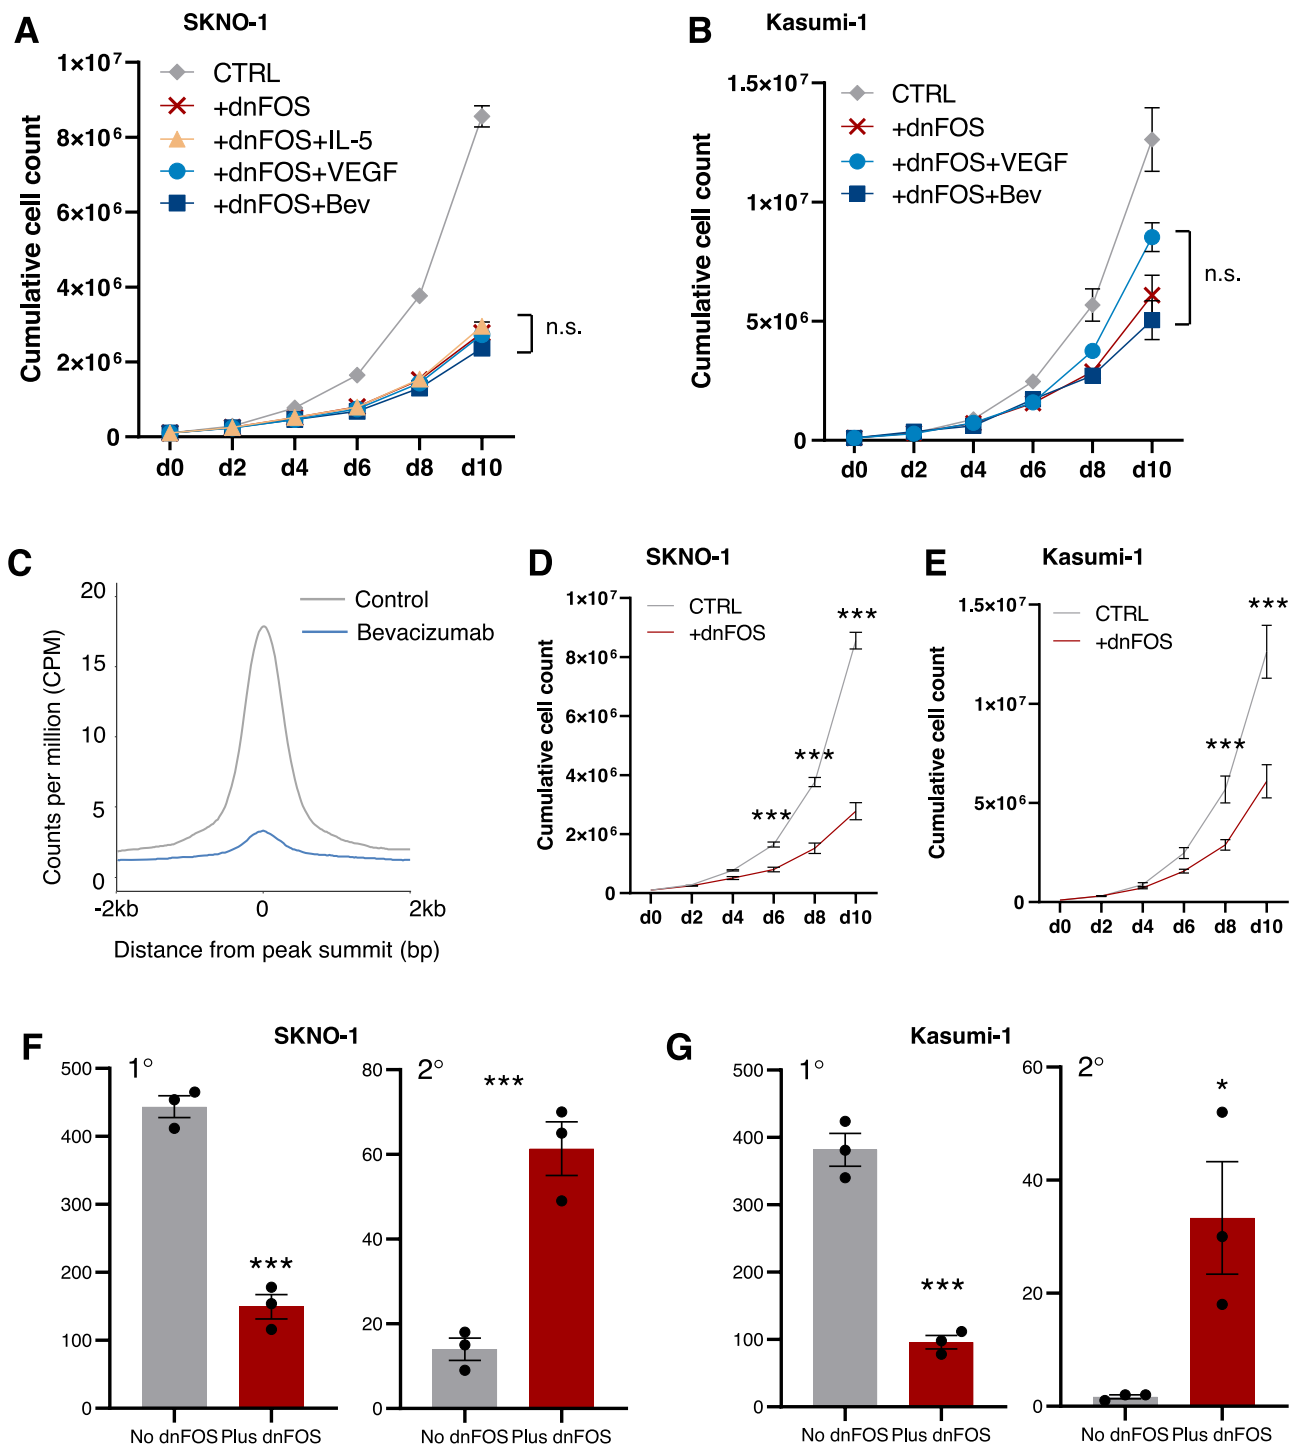 A
SKNO-1
Cumulative cell count
1×10⁷
8×10⁶
6×10⁶
4×10⁶
2×10⁶
0
CTRL
+dnFOS
+dnFOS+IL-5
+dnFOS+VEGF
+dnFOS+Bev
n.s.
d0 d2 d4 d6 d8 d10
B
Kasumi-1
Cumulative cell count
1.5×10⁷
1×10⁷
5×10⁶
0
CTRL
+dnFOS
+dnFOS+VEGF
+dnFOS+Bev
n.s.
d0 d2 d4 d6 d8 d10
C
Counts per million (CPM)
20
15
10
5
0
Control
Bevacizumab
-2kb 0 2kb
Distance from peak summit (bp)
D
SKNO-1
Cumulative cell count
1×10⁷
8×10⁶
6×10⁶
4×10⁶
2×10⁶
0
CTRL
+dnFOS
***
***
***
d0 d2 d4 d6 d8 d10
E
Kasumi-1
Cumulative cell count
1.5×10⁷
1×10⁷
5×10⁶
0
CTRL
+dnFOS
***
***
d0 d2 d4 d6 d8 d10
F
SKNO-1
1°
500
400
300
200
100
0
***
No dnFOS Plus dnFOS
2°
80
60
40
20
0
***
No dnFOS Plus dnFOS
G
Kasumi-1
1°
500
400
300
200
100
0
***
No dnFOS Plus dnFOS
2°
60
40
20
0
*
No dnFOS Plus dnFOS